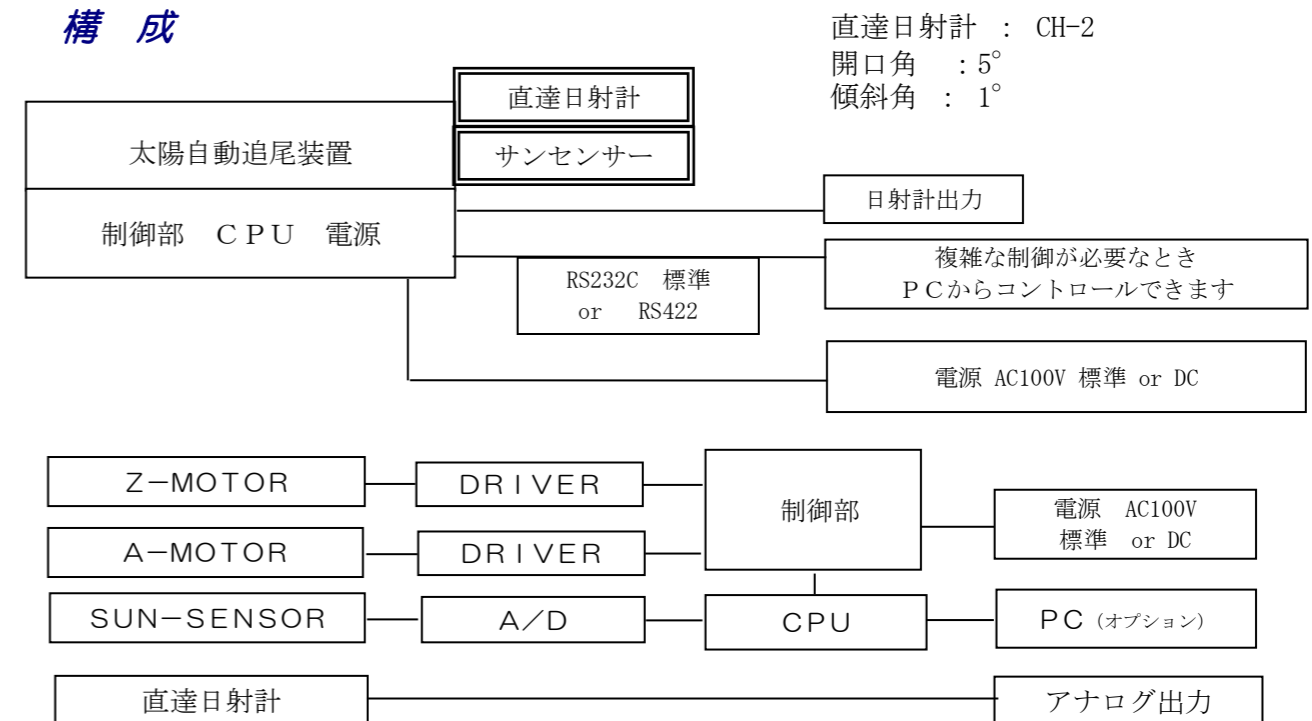 構 成
直達日射計 : CH-2
開口角 : 5°
傾斜角 : 1°
直達日射計
太陽自動追尾装置
サンセンサー
日射計出力
制御部 CPU 電源
複雑な制御が必要なとき
PCからコントロールできます
RS232C 標準
or RS422
電源 AC100V 標準 or DC
Z-MOTOR
DRIVER
制御部
電源 AC100V
標準 or DC
A-MOTOR
DRIVER
SUN-SENSOR
A/D
CPU
PC (オプション)
直達日射計
アナログ出力